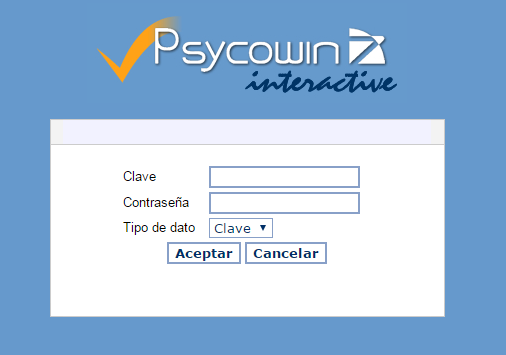 Psycowin
interactive
Clave
Contraseña
Tipo de dato Clave
Aceptar Cancelar